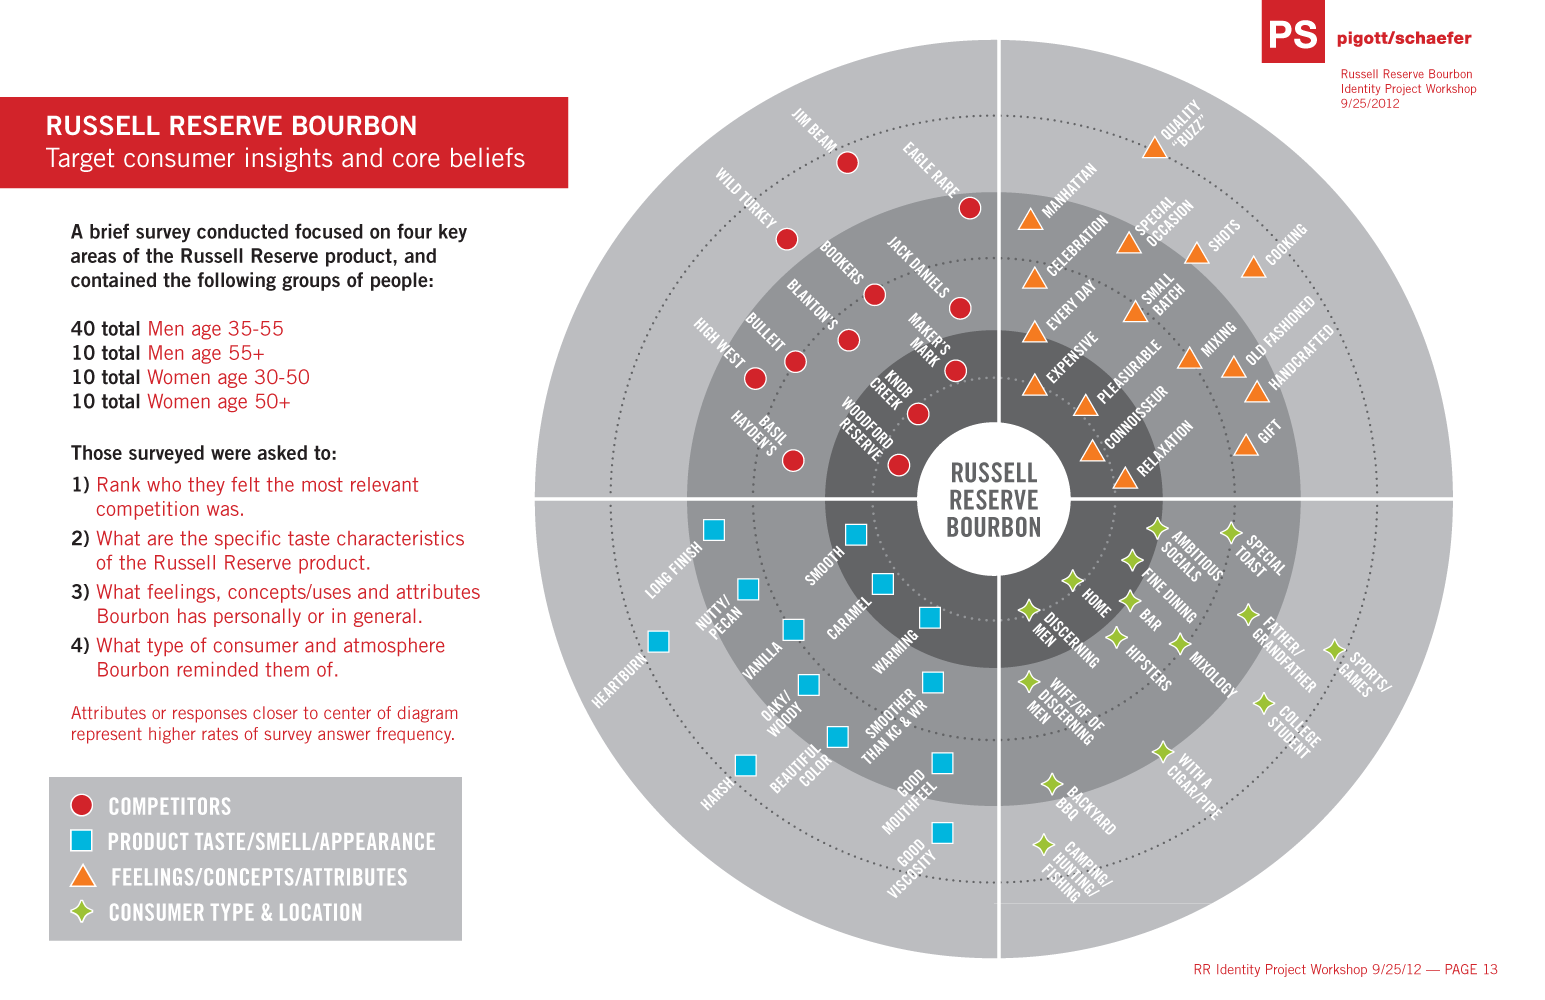 PS
pigott/schaefer
Russell Reserve Bourbon
Identity Project Workshop
9/25/2012
RUSSELL RESERVE BOURBON
Target consumer insights and core beliefs
A brief survey conducted focused on four key
areas of the Russell Reserve product, and
contained the following groups of people:
40 total Men age 35-55
10 total Men age 55+
10 total Women age 30-50
10 total Women age 50+
Those surveyed were asked to:
1) Rank who they felt the most relevant
competition was.
2) What are the specific taste characteristics
of the Russell Reserve product.
3) What feelings, concepts/uses and attributes
Bourbon has personally or in general.
4) What type of consumer and atmosphere
Bourbon reminded them of.
Attributes or responses closer to center of diagram
represent higher rates of survey answer frequency.
COMPETITORS
PRODUCT TASTE/SMELL/APPEARANCE
FEELINGS/CONCEPTS/ATTRIBUTES
CONSUMER TYPE & LOCATION
JIM BEAM
EAGLE RARE
WILD TURKEY
BOOKERS
JACK DANIELS
BLANTON'S
BULLEIT
HIGH WEST
MAKER'S
MARK
KNOB
CREEK
WOODFORD
RESERVE
BASIL
HAYDEN'S
QUALITY
"BUZZ"
MANHATTAN
SPECIAL
OCCASION
SHOTS
COOKING
CELEBRATION
SMALL
BATCH
EVERY DAY
MIXING
OLD FASHIONED
HANDCRAFTED
EXPENSIVE
PLEASURABLE
CONNOISSEUR
GIFT
RELAXATION
RUSSELL
RESERVE
BOURBON
LONG FINISH
SMOOTH
NUTTY/
PECAN
CARAMEL
WARMING
VANILLA
HEARTBURN
OAKY/
WOODY
SMOOTHER
THAN KC & WR
BEAUTIFUL
COLOR
HARSH
GOOD
MOUTHFEEL
GOOD
VISCOSITY
AMBITIOUS
SOCIALS
SPECIAL
TOAST
FINE DINING
HOME
BAR
DISCERNING
MEN
HIPSTERS
MIXOLOGY
FATHER/
GRANDFATHER
SPORTS/
GAMES
WIFE/GF OF
DISCERNING
MEN
COLLEGE
STUDENT
WITH A
CIGAR/PIPE
BACKYARD
BBQ
CAMPING/
HUNTING/
FISHING
RR Identity Project Workshop 9/25/12 — PAGE 13